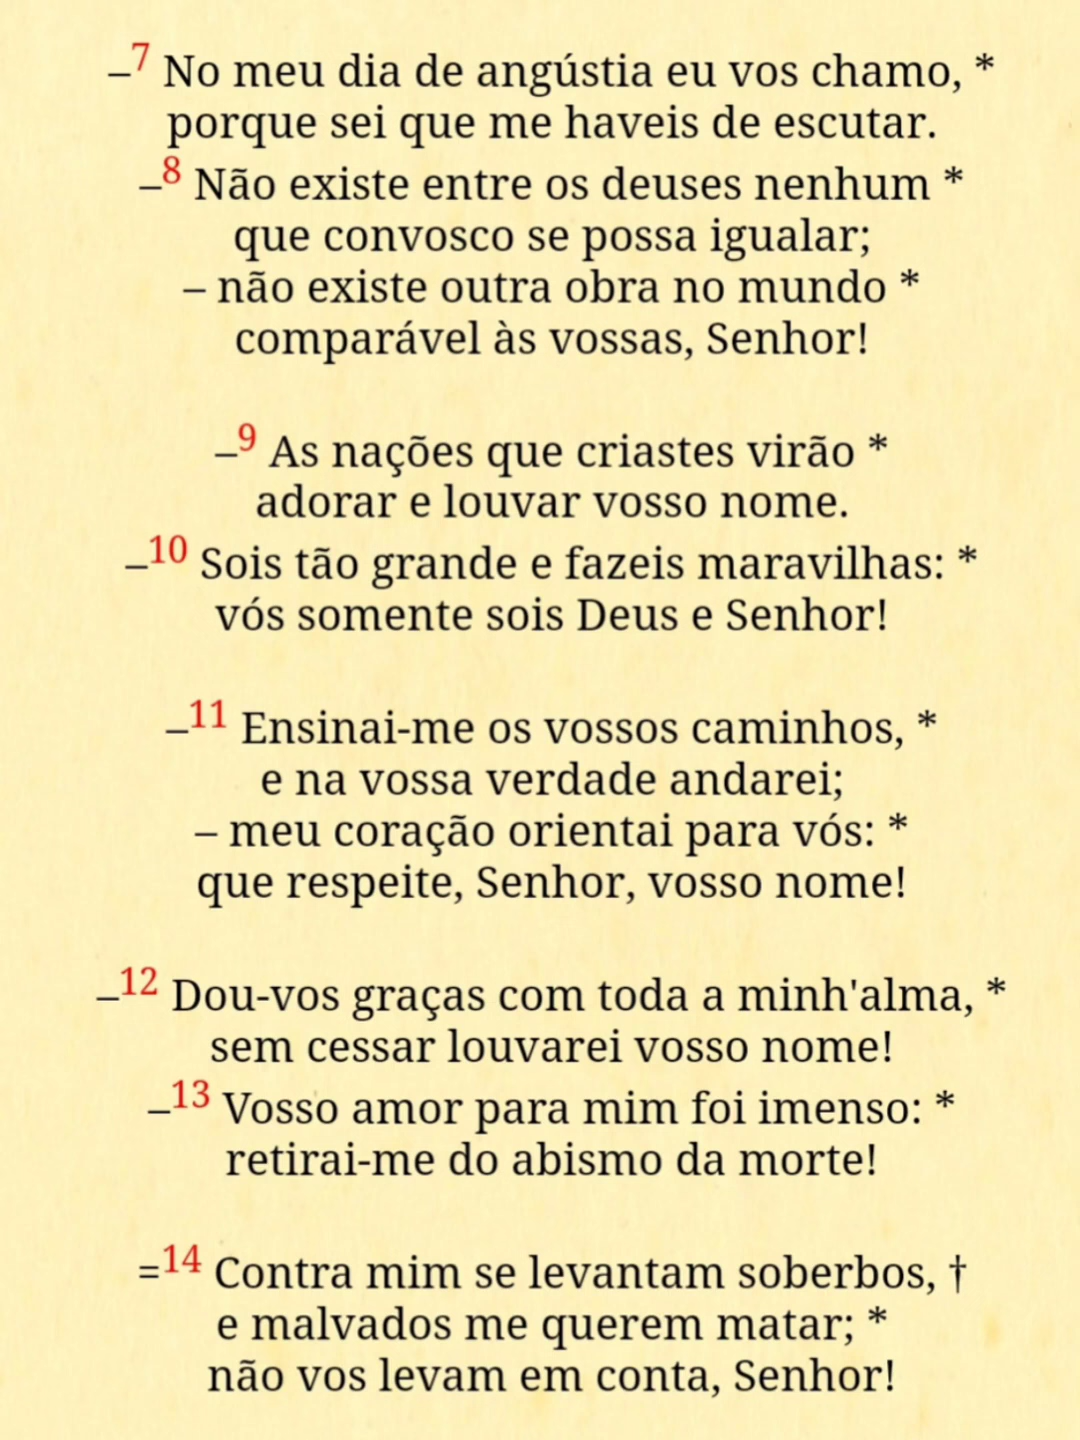 –7 No meu dia de angústia eu vos chamo, *
porque sei que me haveis de escutar.
–8 Não existe entre os deuses nenhum *
que convosco se possa igualar;
– não existe outra obra no mundo *
comparável às vossas, Senhor!
–9 As nações que criastes virão *
adorar e louvar vosso nome.
–10 Sois tão grande e fazeis maravilhas: *
vós somente sois Deus e Senhor!
–11 Ensinai-me os vossos caminhos, *
e na vossa verdade andarei;
– meu coração orientai para vós: *
que respeite, Senhor, vosso nome!
–12 Dou-vos graças com toda a minh'alma, *
sem cessar louvarei vosso nome!
–13 Vosso amor para mim foi imenso: *
retirai-me do abismo da morte!
=14 Contra mim se levantam soberbos, †
e malvados me querem matar; *
não vos levam em conta, Senhor!